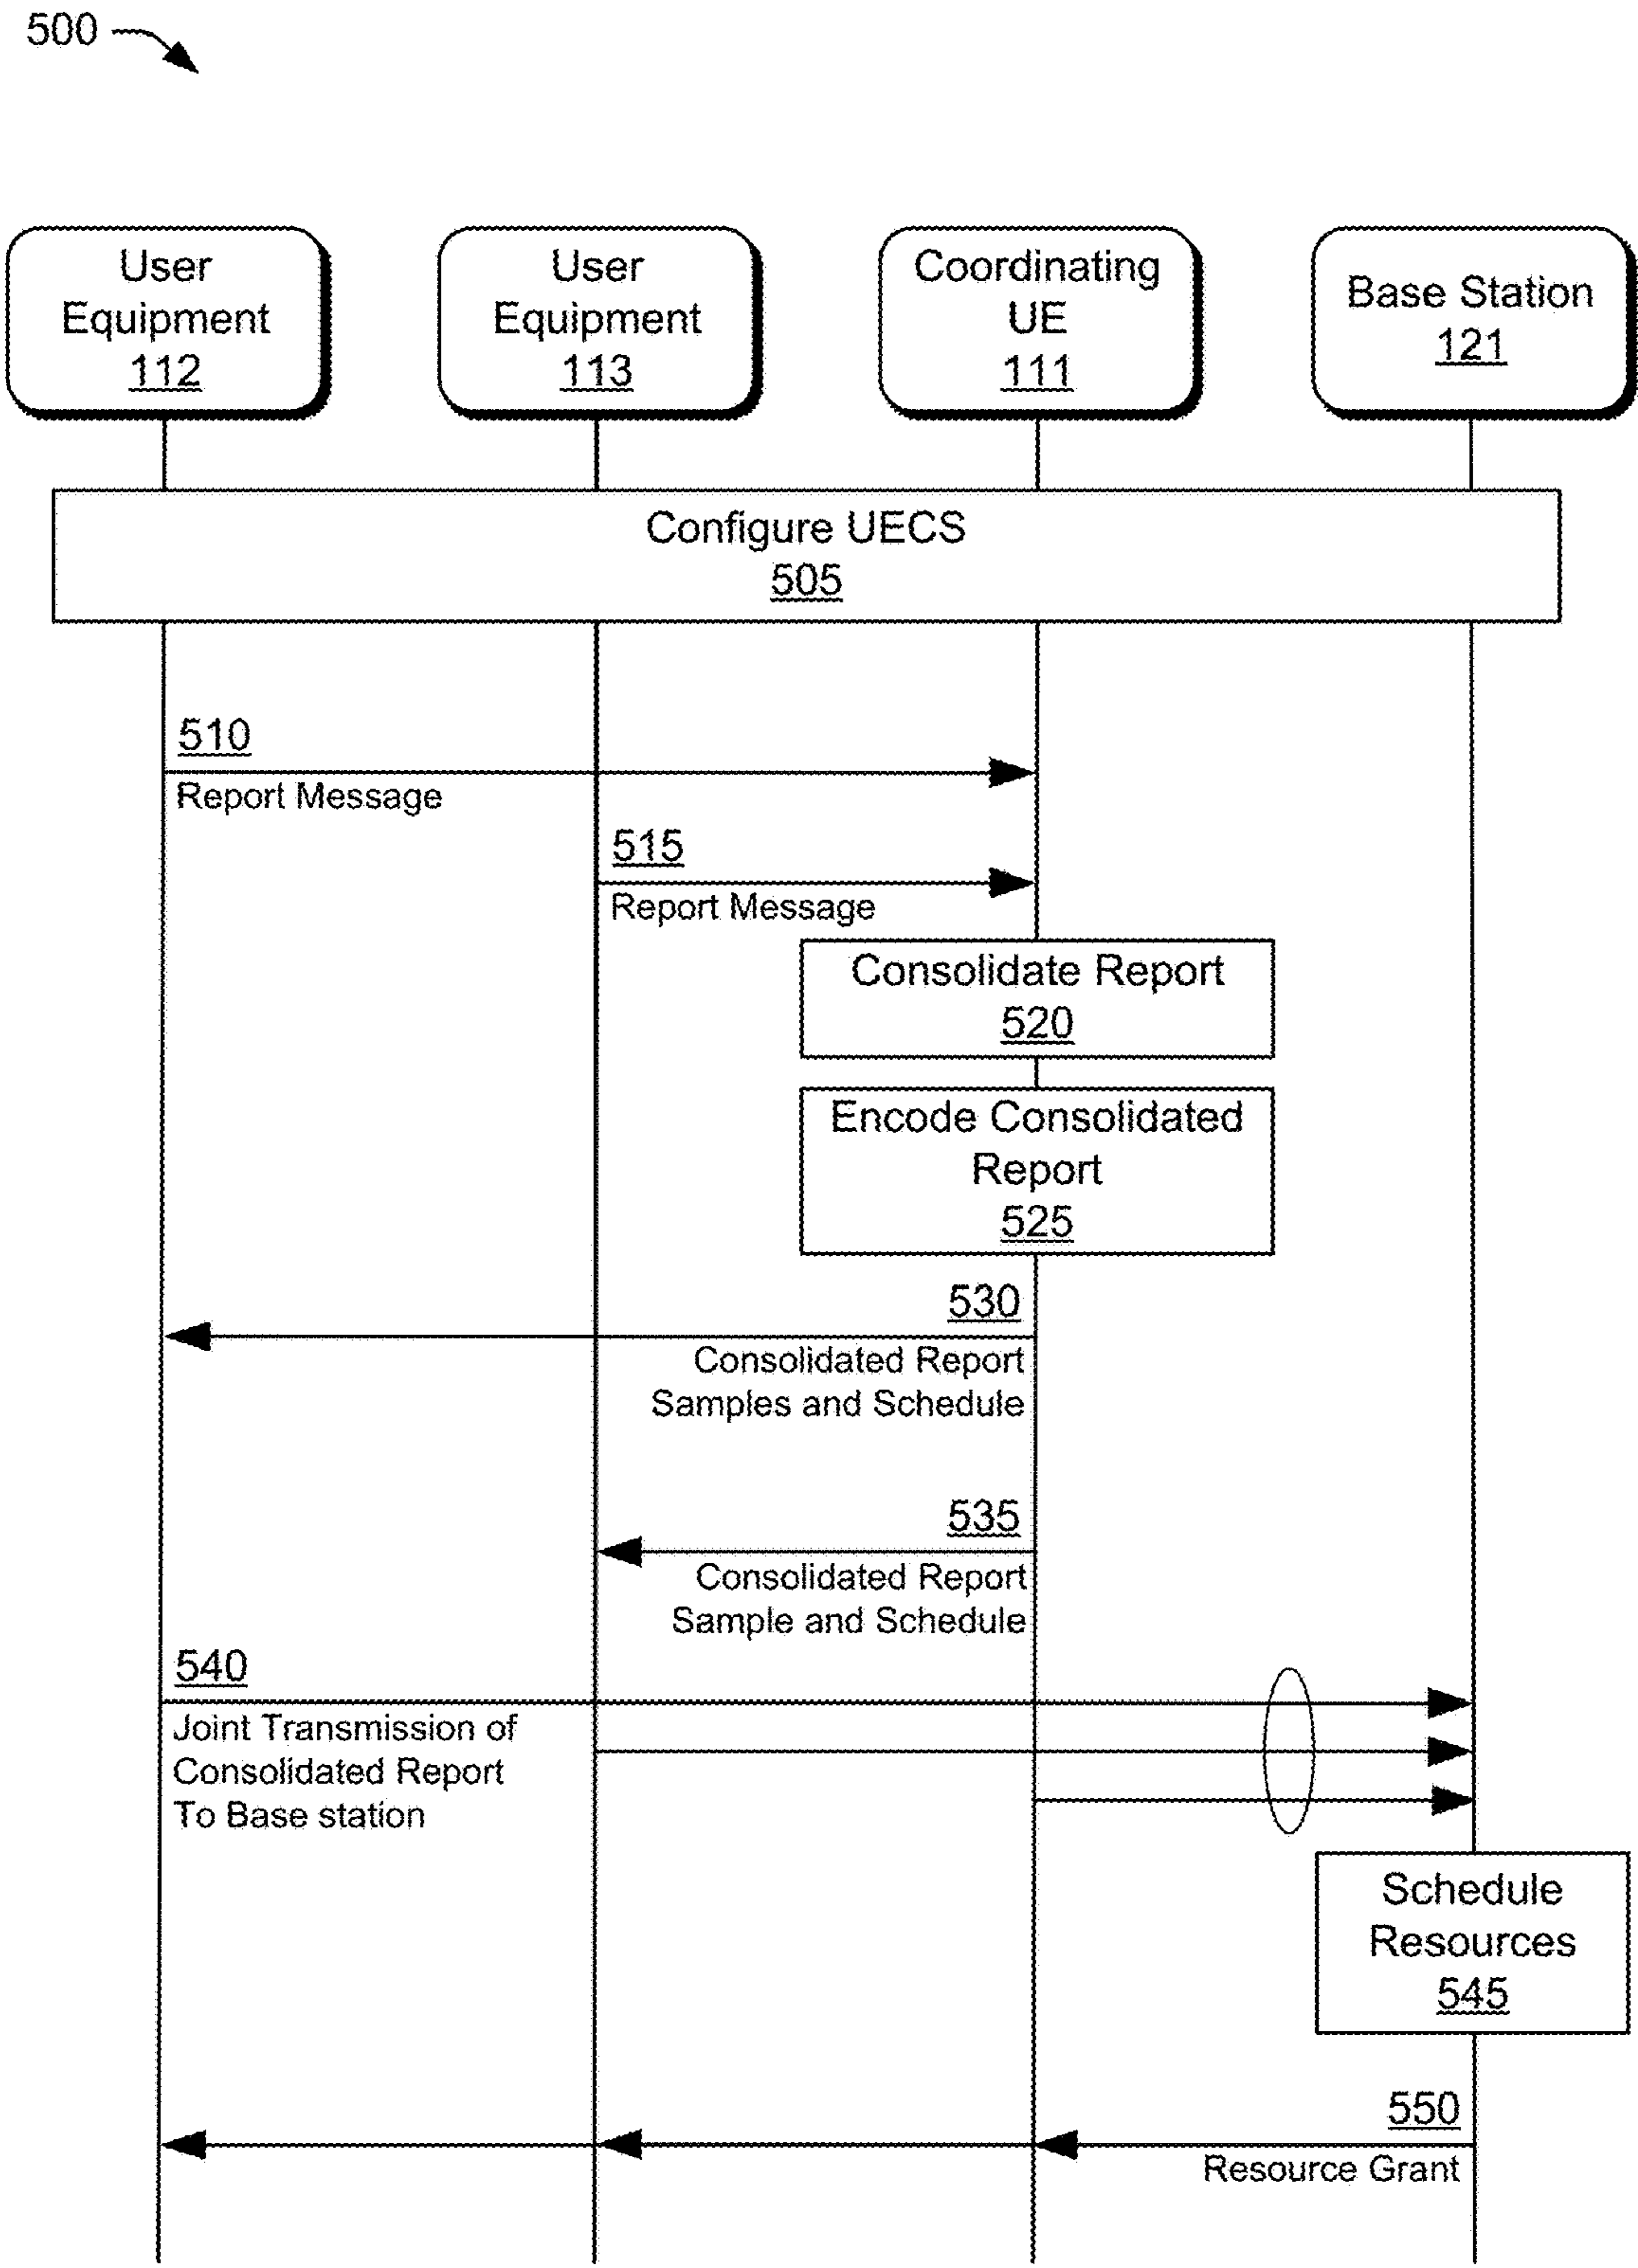 500
User
Equipment
112
User
Equipment
113
Coordinating
UE
111
Base Station
121
Configure UECS
505
510
Report Message
515
Report Message
Consolidate Report
520
Encode Consolidated
Report
525
530
Consolidated Report
Samples and Schedule
535
Consolidated Report
Sample and Schedule
540
Joint Transmission of
Consolidated Report
To Base station
Schedule
Resources
545
550
Resource Grant